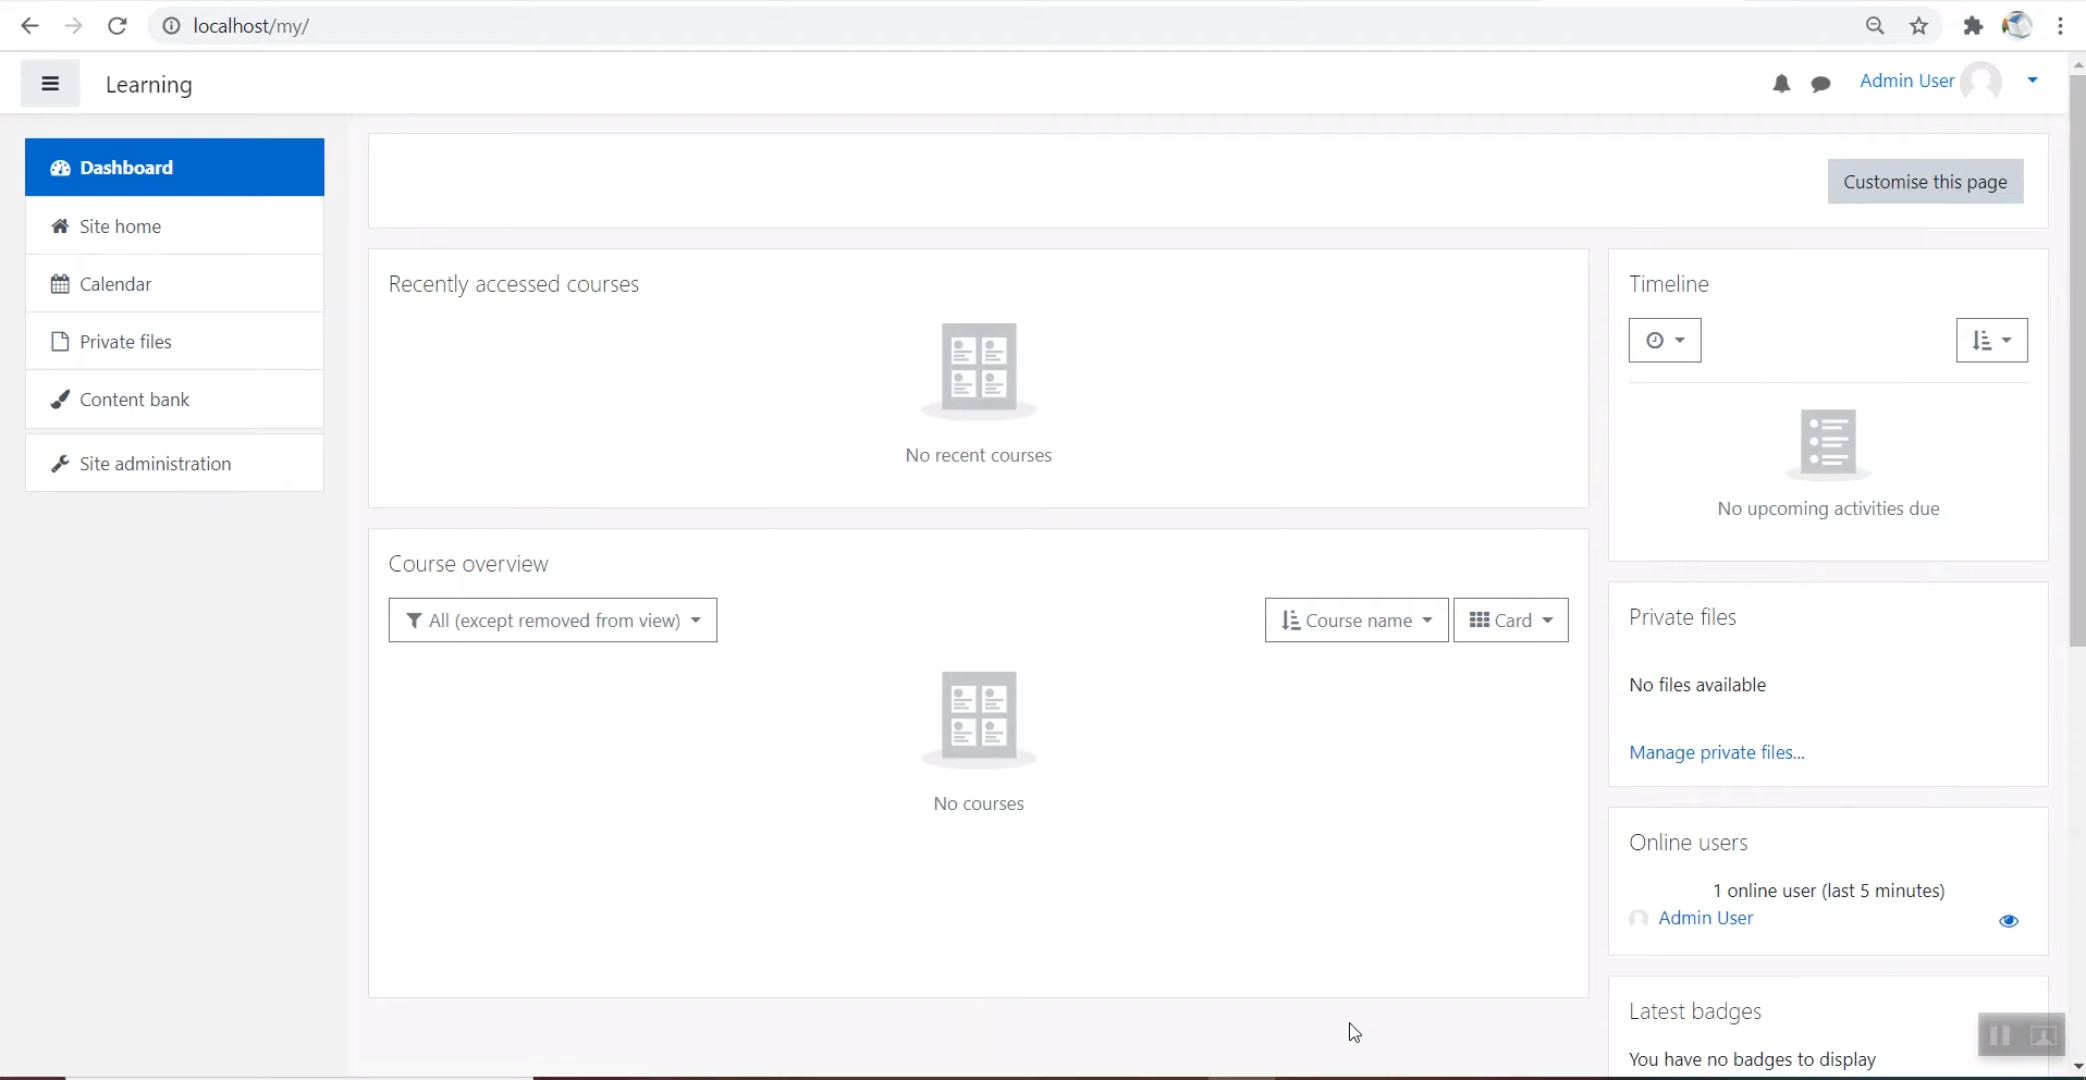 localhost/my/
Learning
Admin User
Dashboard
Site home
Calendar
Private files
Content bank
Site administration
Customise this page
Recently accessed courses
No recent courses
Course overview
All (except removed from view)
Course name
Card
No courses
Timeline
No upcoming activities due
Private files
No files available
Manage private files...
Online users
1 online user (last 5 minutes)
Admin User
Latest badges
You have no badges to display